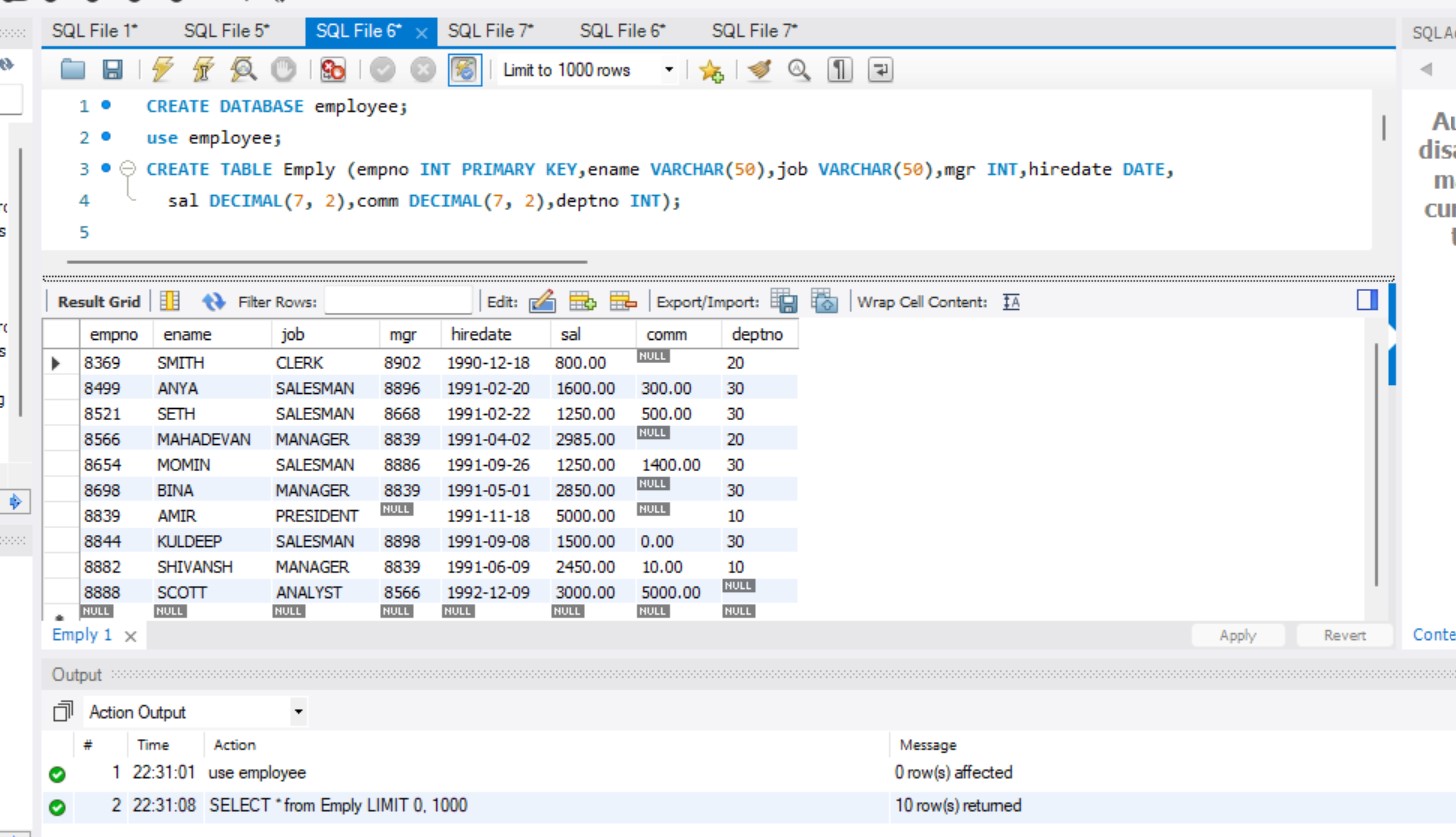 SQL File 1* SQL File 5* SQL File 6* × SQL File 7* SQL File 6* SQL File 7*
Limit to 1000 rows
1 CREATE DATABASE employee;
2 use employee;
3 CREATE TABLE Emply (empno INT PRIMARY KEY,ename VARCHAR(50),job VARCHAR(50),mgr INT,hiredate DATE,
4 sal DECIMAL(7, 2),comm DECIMAL(7, 2),deptno INT);
5
Result Grid Filter Rows: Edit: Export/Import: Wrap Cell Content:
empno ename job mgr hiredate sal comm deptno
8369 SMITH CLERK 8902 1990-12-18 800.00 NULL 20
8499 ANYA SALESMAN 8896 1991-02-20 1600.00 300.00 30
8521 SETH SALESMAN 8668 1991-02-22 1250.00 500.00 30
8566 MAHADEVAN MANAGER 8839 1991-04-02 2985.00 NULL 20
8654 MOMIN SALESMAN 8886 1991-09-26 1250.00 1400.00 30
8698 BINA MANAGER 8839 1991-05-01 2850.00 NULL 30
8839 AMIR PRESIDENT NULL 1991-11-18 5000.00 NULL 10
8844 KULDEEP SALESMAN 8898 1991-09-08 1500.00 0.00 30
8882 SHIVANSH MANAGER 8839 1991-06-09 2450.00 10.00 10
8888 SCOTT ANALYST 8566 1992-12-09 3000.00 5000.00 NULL
NULL NULL NULL NULL NULL NULL NULL NULL
Emply 1 × Apply Revert
Output
Action Output
# Time Action Message
1 22:31:01 use employee 0 row(s) affected
2 22:31:08 SELECT * from Emply LIMIT 0, 1000 10 row(s) returned